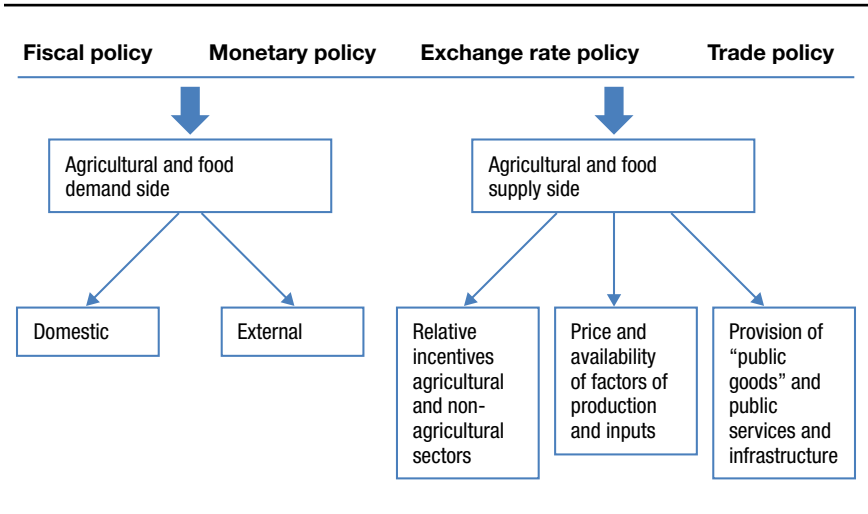 Fiscal policy Monetary policy Exchange rate policy Trade policy
Agricultural and food
demand side
Agricultural and food
supply side
Domestic
External
Relative
incentives
agricultural
and non-
agricultural
sectors
Price and
availability
of factors of
production
and inputs
Provision of
“public
goods” and
public
services and
infrastructure